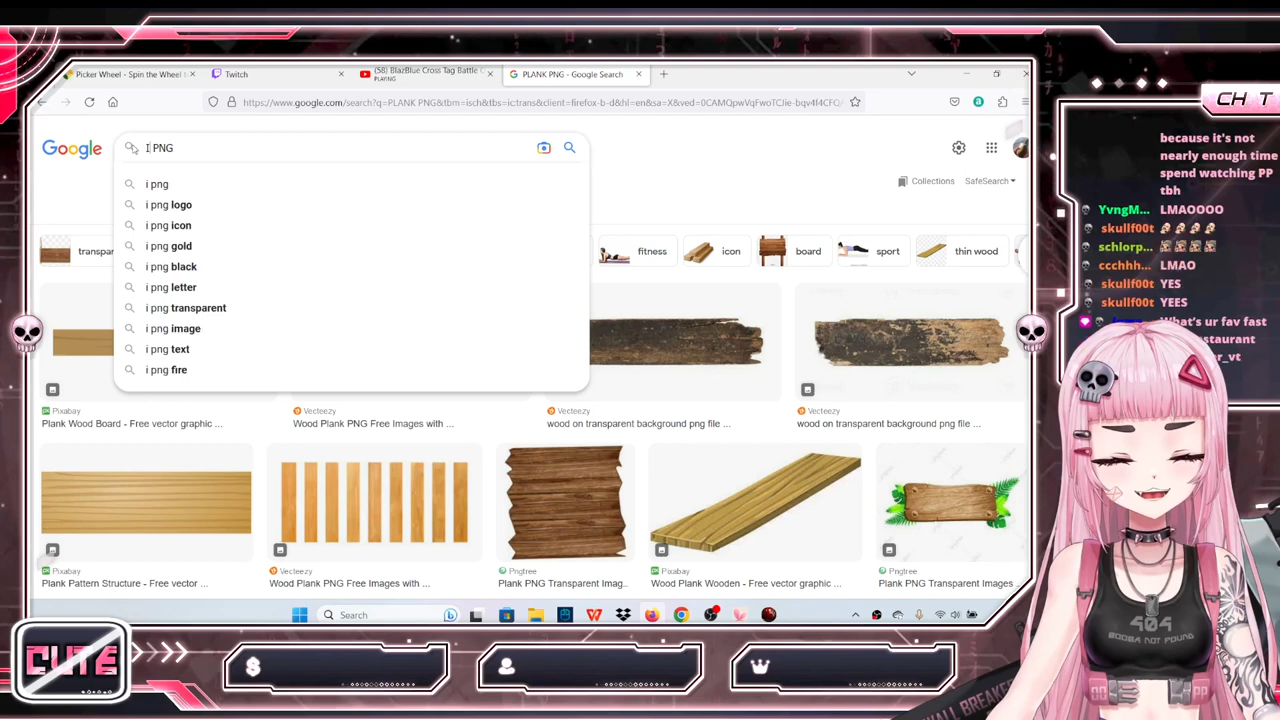 Picker Wheel - Spin the Wheel t
Twitch
(58) BlazBlue Cross Tag Battle O
PLAYING
PLANK PNG - Google Search
https://www.google.com/search?q=PLANK PNG&tbm=isch&tbs=ic:trans&client=firefox-b-d&hl=en&sa=X&ved=0CAMQpwVqFwoTCJie-bqv4f4CFQ
Google
I PNG
i png
i png logo
i png icon
i png gold
i png black
i png letter
i png transparent
i png image
i png text
i png fire
Collections
SafeSearch
transpar
fitness
icon
board
sport
thin wood
Pixabay
Plank Wood Board - Free vector graphic ...
Vecteezy
Wood Plank PNG Free Images with ...
Vecteezy
wood on transparent background png file ...
Vecteezy
wood on transparent background png file ...
Pixabay
Plank Pattern Structure - Free vector ...
Vecteezy
Wood Plank PNG Free Images with ...
Pngtree
Plank PNG Transparent Imag..
Pixabay
Wood Plank Wooden - Free vector graphic ...
Pngtree
Plank PNG Transparent Images
Search
CH T
because it's not
nearly enough time
spend watching PP
tbh
YvngM... LMAOOOO
skullf00t
schlorp...
ccchhh... LMAO
skullf00t YES
skullf00t YEES
What's ur fav fast
staurant
r_vt
404
BOOBA NOT FOUND
CUTE